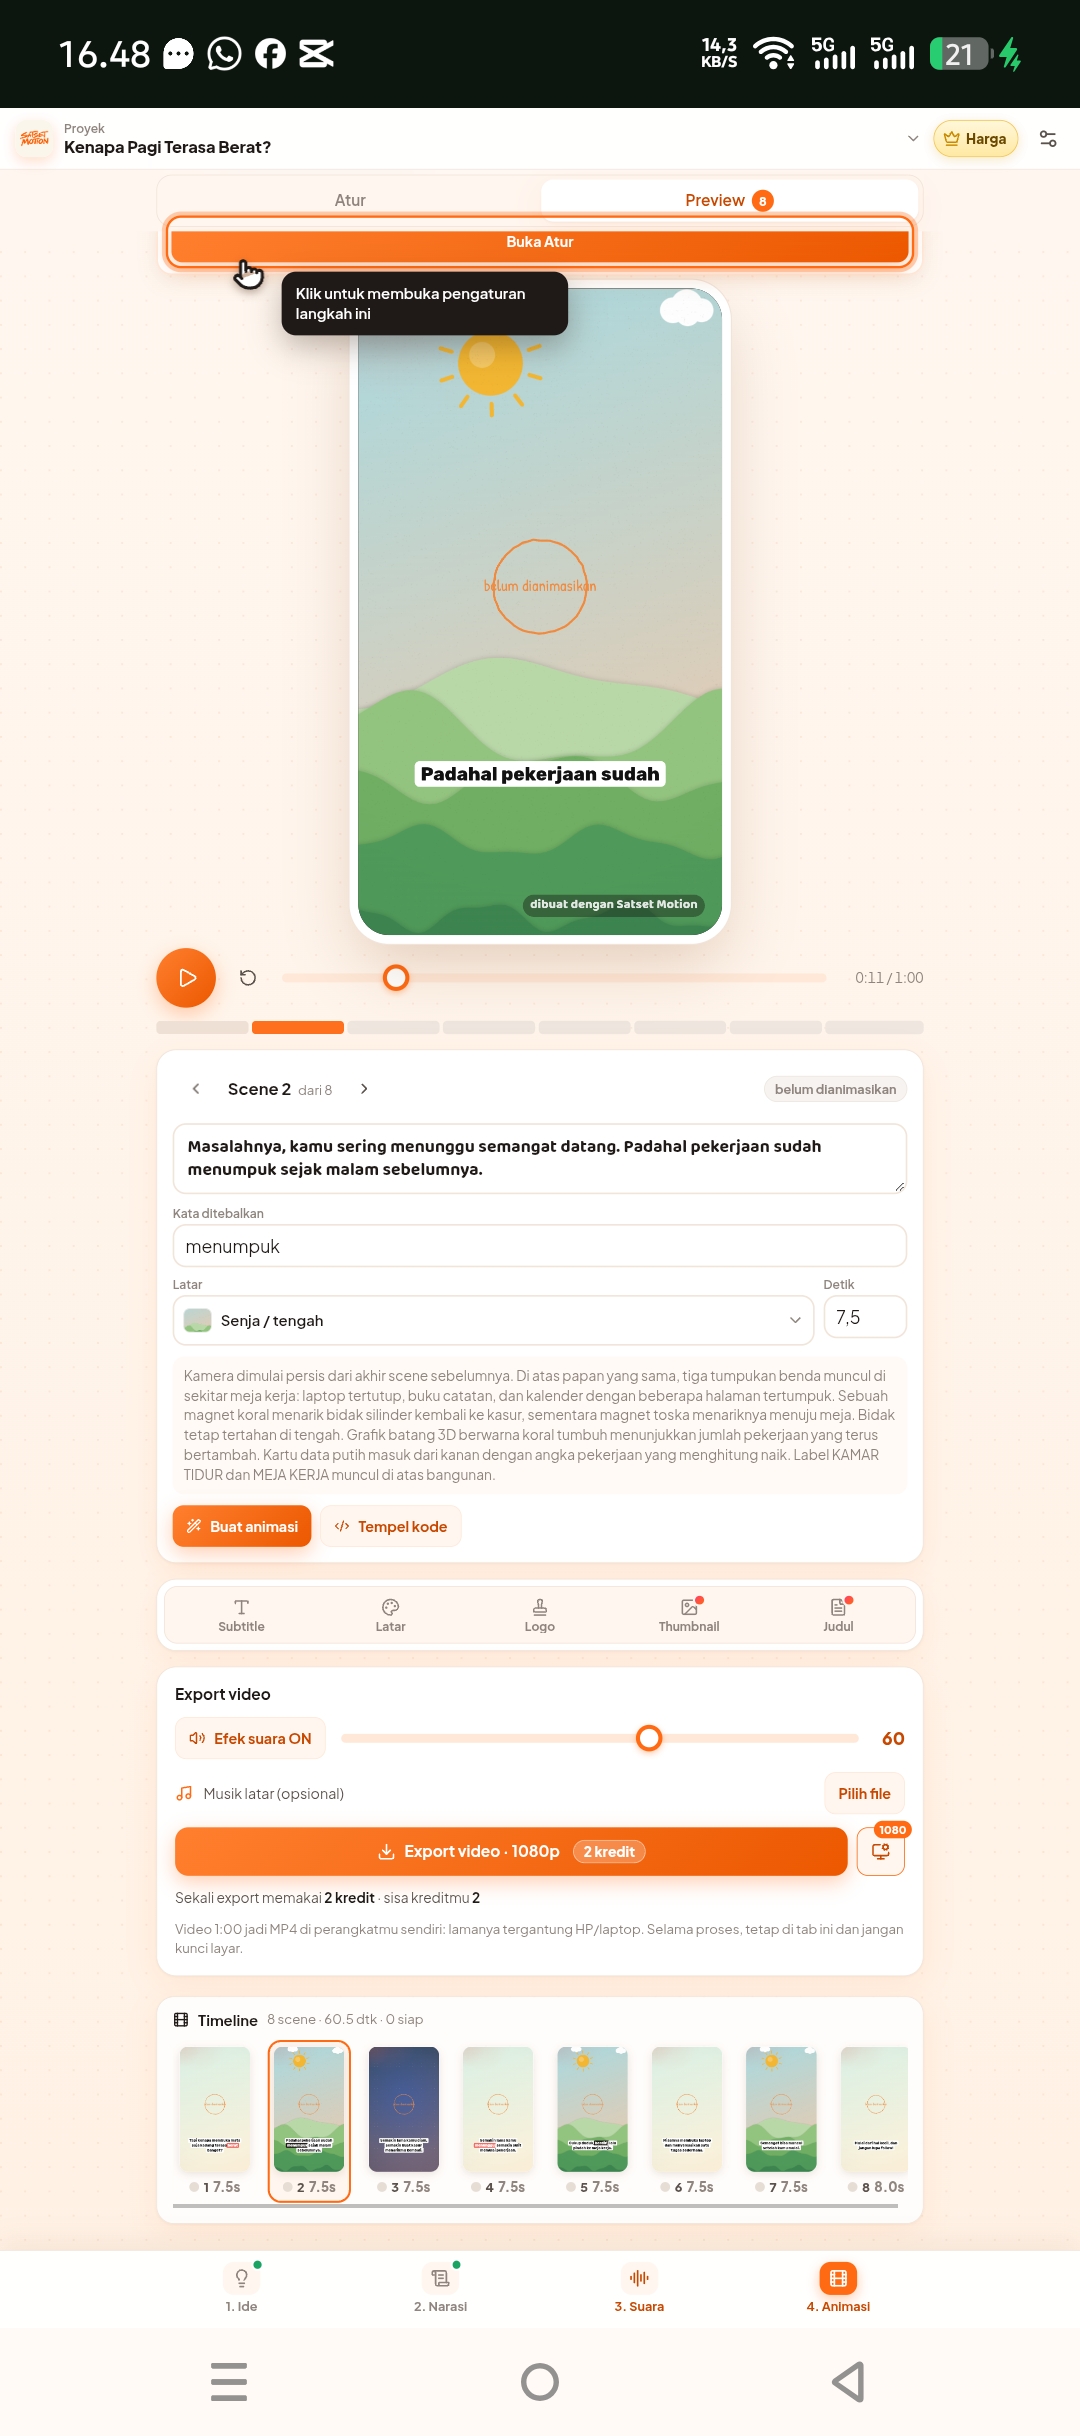 16.48
14,3
KB/S
5G
5G
21
SATSET
MOTION
Proyek
Kenapa Pagi Terasa Berat?
Harga
Atur
Preview 8
Buka Atur
Klik untuk membuka pengaturan
langkah ini
belum dianimasikan
Padahal pekerjaan sudah
dibuat dengan Satset Motion
0:11 / 1:00
Scene 2 dari 8
belum dianimasikan
Masalahnya, kamu sering menunggu semangat datang. Padahal pekerjaan sudah
menumpuk sejak malam sebelumnya.
Kata ditebalkan
menumpuk
Latar
Detik
Senja / tengah
7,5
Kamera dimulai persis dari akhir scene sebelumnya. Di atas papan yang sama, tiga tumpukan benda muncul di
sekitar meja kerja: laptop tertutup, buku catatan, dan kalender dengan beberapa halaman tertumpuk. Sebuah
magnet koral menarik bidak silinder kembali ke kasur, sementara magnet toska menariknya menuju meja. Bidak
tetap tertahan di tengah. Grafik batang 3D berwarna koral tumbuh menunjukkan jumlah pekerjaan yang terus
bertambah. Kartu data putih masuk dari kanan dengan angka pekerjaan yang menghitung naik. Label KAMAR
TIDUR dan MEJA KERJA muncul di atas bangunan.
Buat animasi
Tempel kode
Subtitle
Latar
Logo
Thumbnail
Judul
Export video
Efek suara ON
60
Musik latar (opsional)
Pilih file
Export video · 1080p 2 kredit
1080
Sekali export memakai 2 kredit · sisa kreditmu 2
Video 1:00 jadi MP4 di perangkatmu sendiri: lamanya tergantung HP/laptop. Selama proses, tetap di tab ini dan jangan
kunci layar.
Timeline 8 scene · 60.5 dtk · 0 siap
1 7.5s
2 7.5s
3 7.5s
4 7.5s
5 7.5s
6 7.5s
7 7.5s
8 8.0s
1. Ide
2. Narasi
3. Suara
4. Animasi